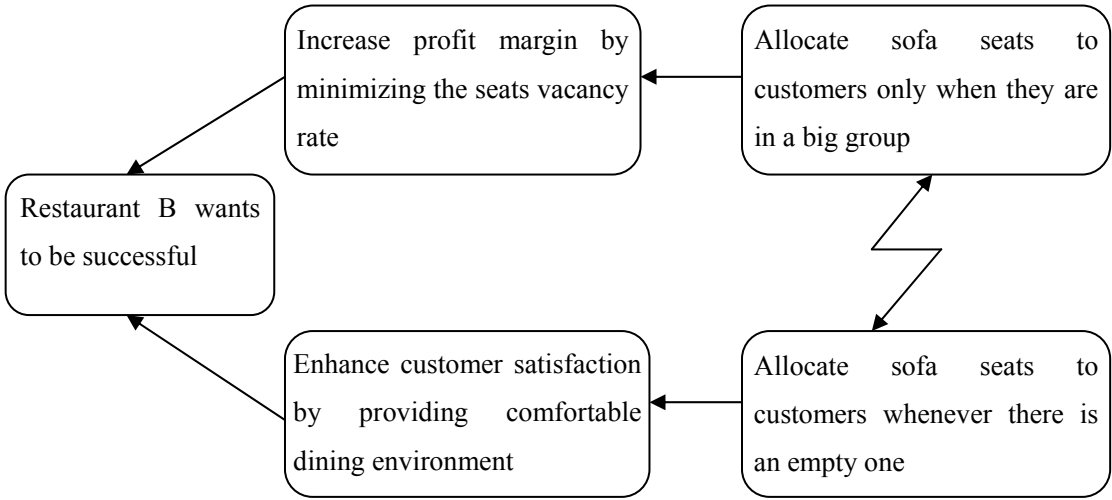 Increase profit margin by
minimizing the seats vacancy
rate
Allocate sofa seats to
customers only when they are
in a big group
Restaurant B wants
to be successful
Enhance customer satisfaction
by providing comfortable
dining environment
Allocate sofa seats to
customers whenever there is
an empty one